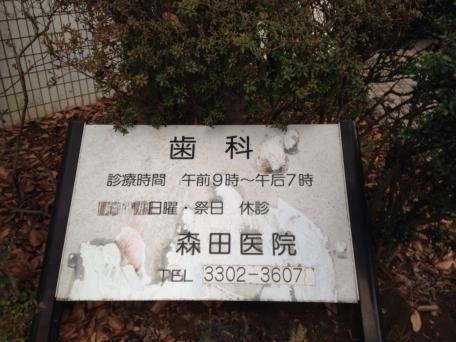 歯科
診療時間 午前9時〜午后7時
日曜・祭日 休診
森田医院
TEL 3302-3607